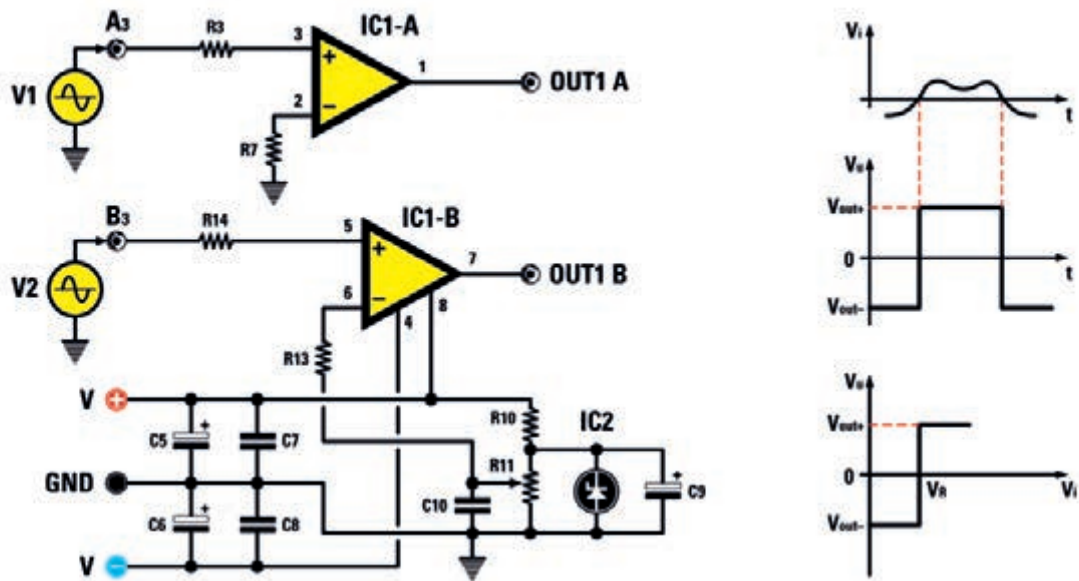 A3
R3
IC1-A
3
+
1
OUT1 A
V1
2
−
R7
B3
R14
IC1-B
5
+
7
OUT1 B
V2
6
−
4
8
R13
V +
R10
IC2
C5
+
C7
R11
GND
C10
+
C9
C6
+
C8
V −
Vi
t
Vu
Vout+
0
t
Vout−
Vu
Vout+
0
VR
Vi
Vout−